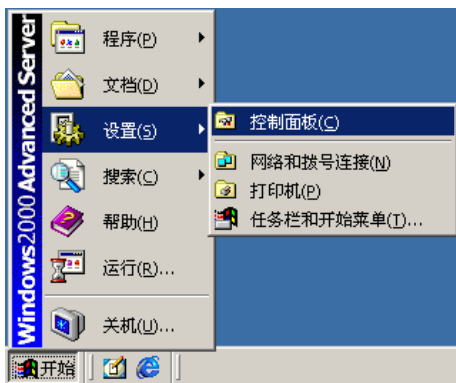 Windows2000 Advanced Server
程序(P)
文档(D)
设置(S)
搜索(C)
帮助(H)
运行(R)...
关机(U)...
控制面板(C)
网络和拨号连接(N)
打印机(P)
任务栏和开始菜单(T)...
开始